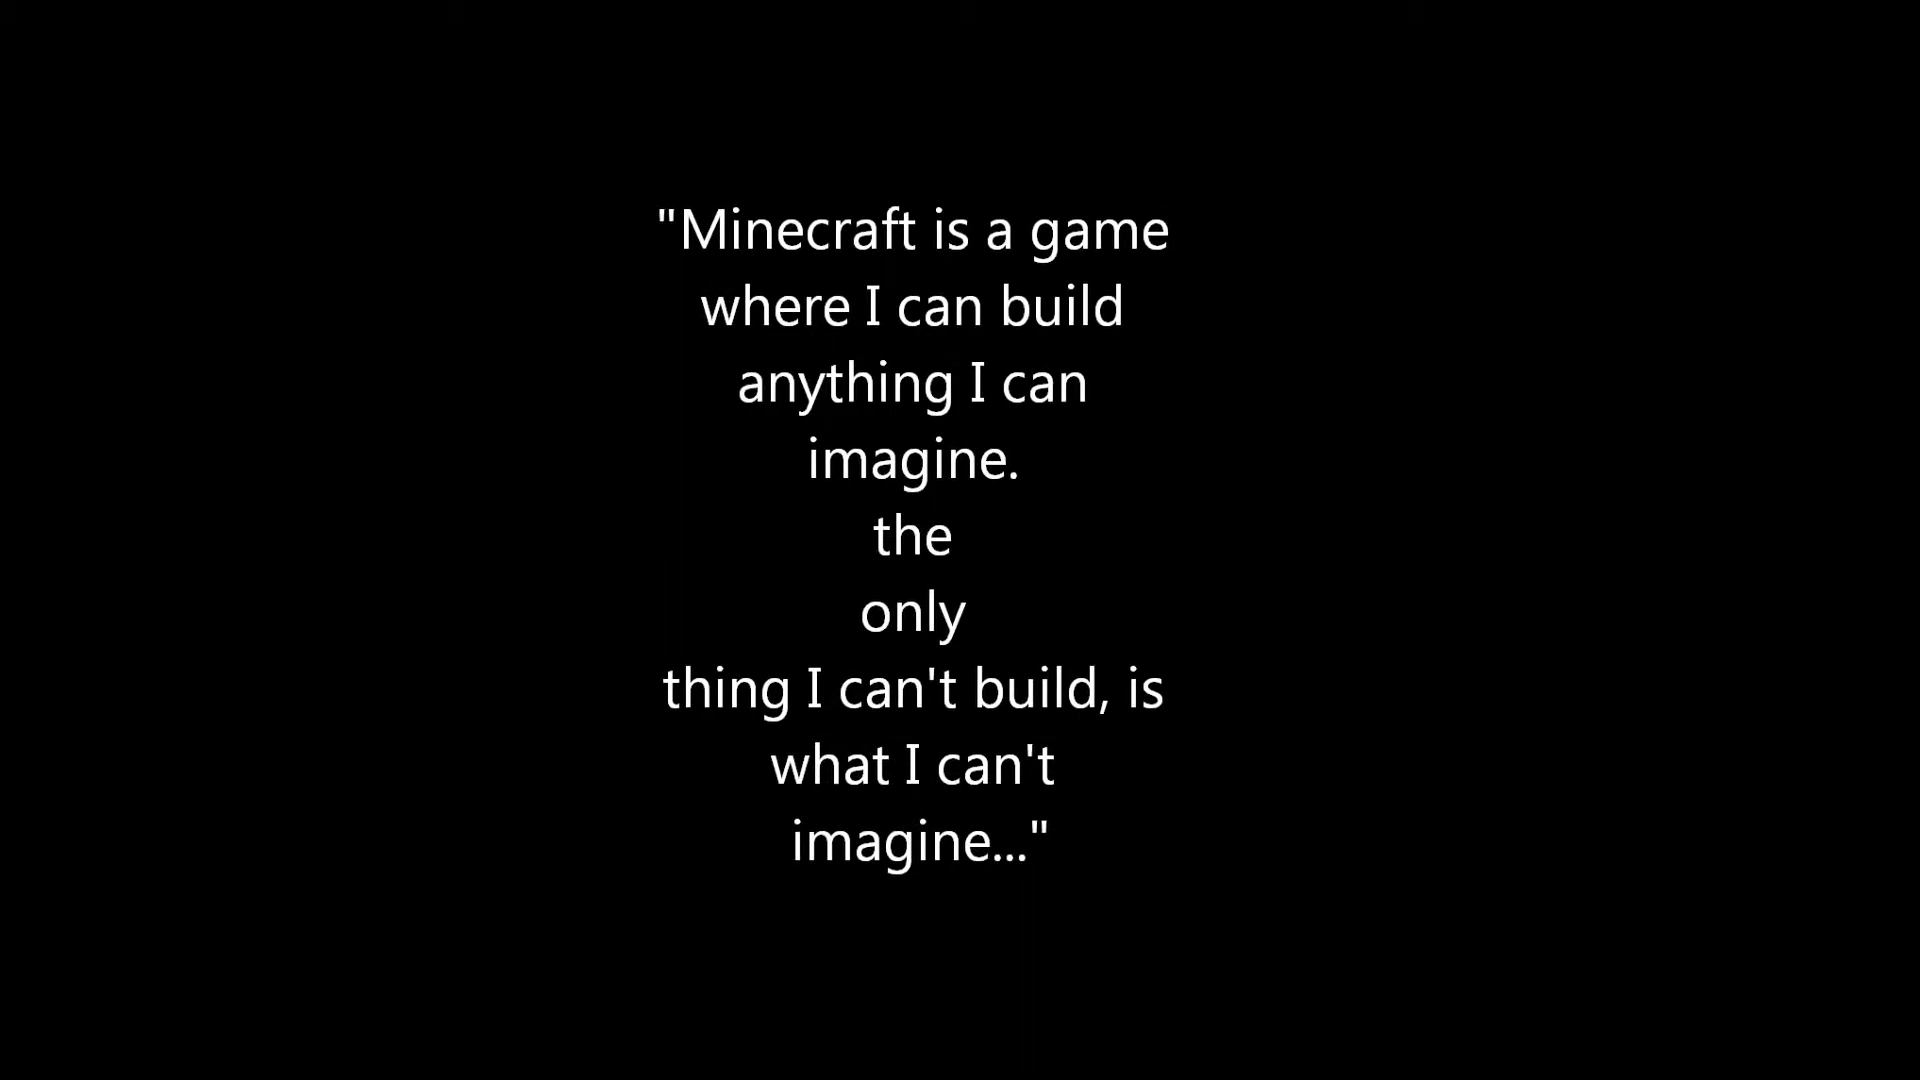 "Minecraft is a game
where I can build
anything I can
imagine.
the
only
thing I can't build, is
what I can't
imagine..."